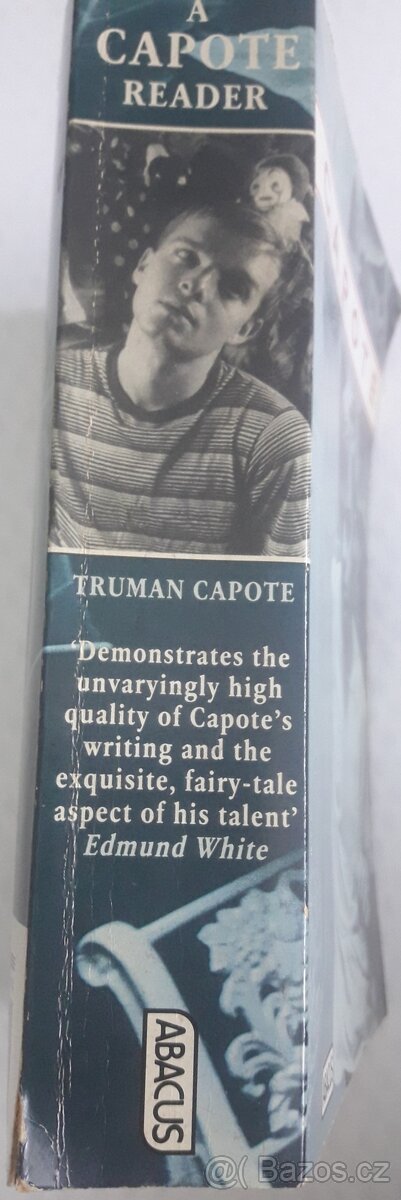 A
CAPOTE
READER
TRUMAN CAPOTE
'Demonstrates the
unvaryingly high
quality of Capote's
writing and the
exquisite, fairy-tale
aspect of his talent'
Edmund White
ABACUS
Bazos.cz